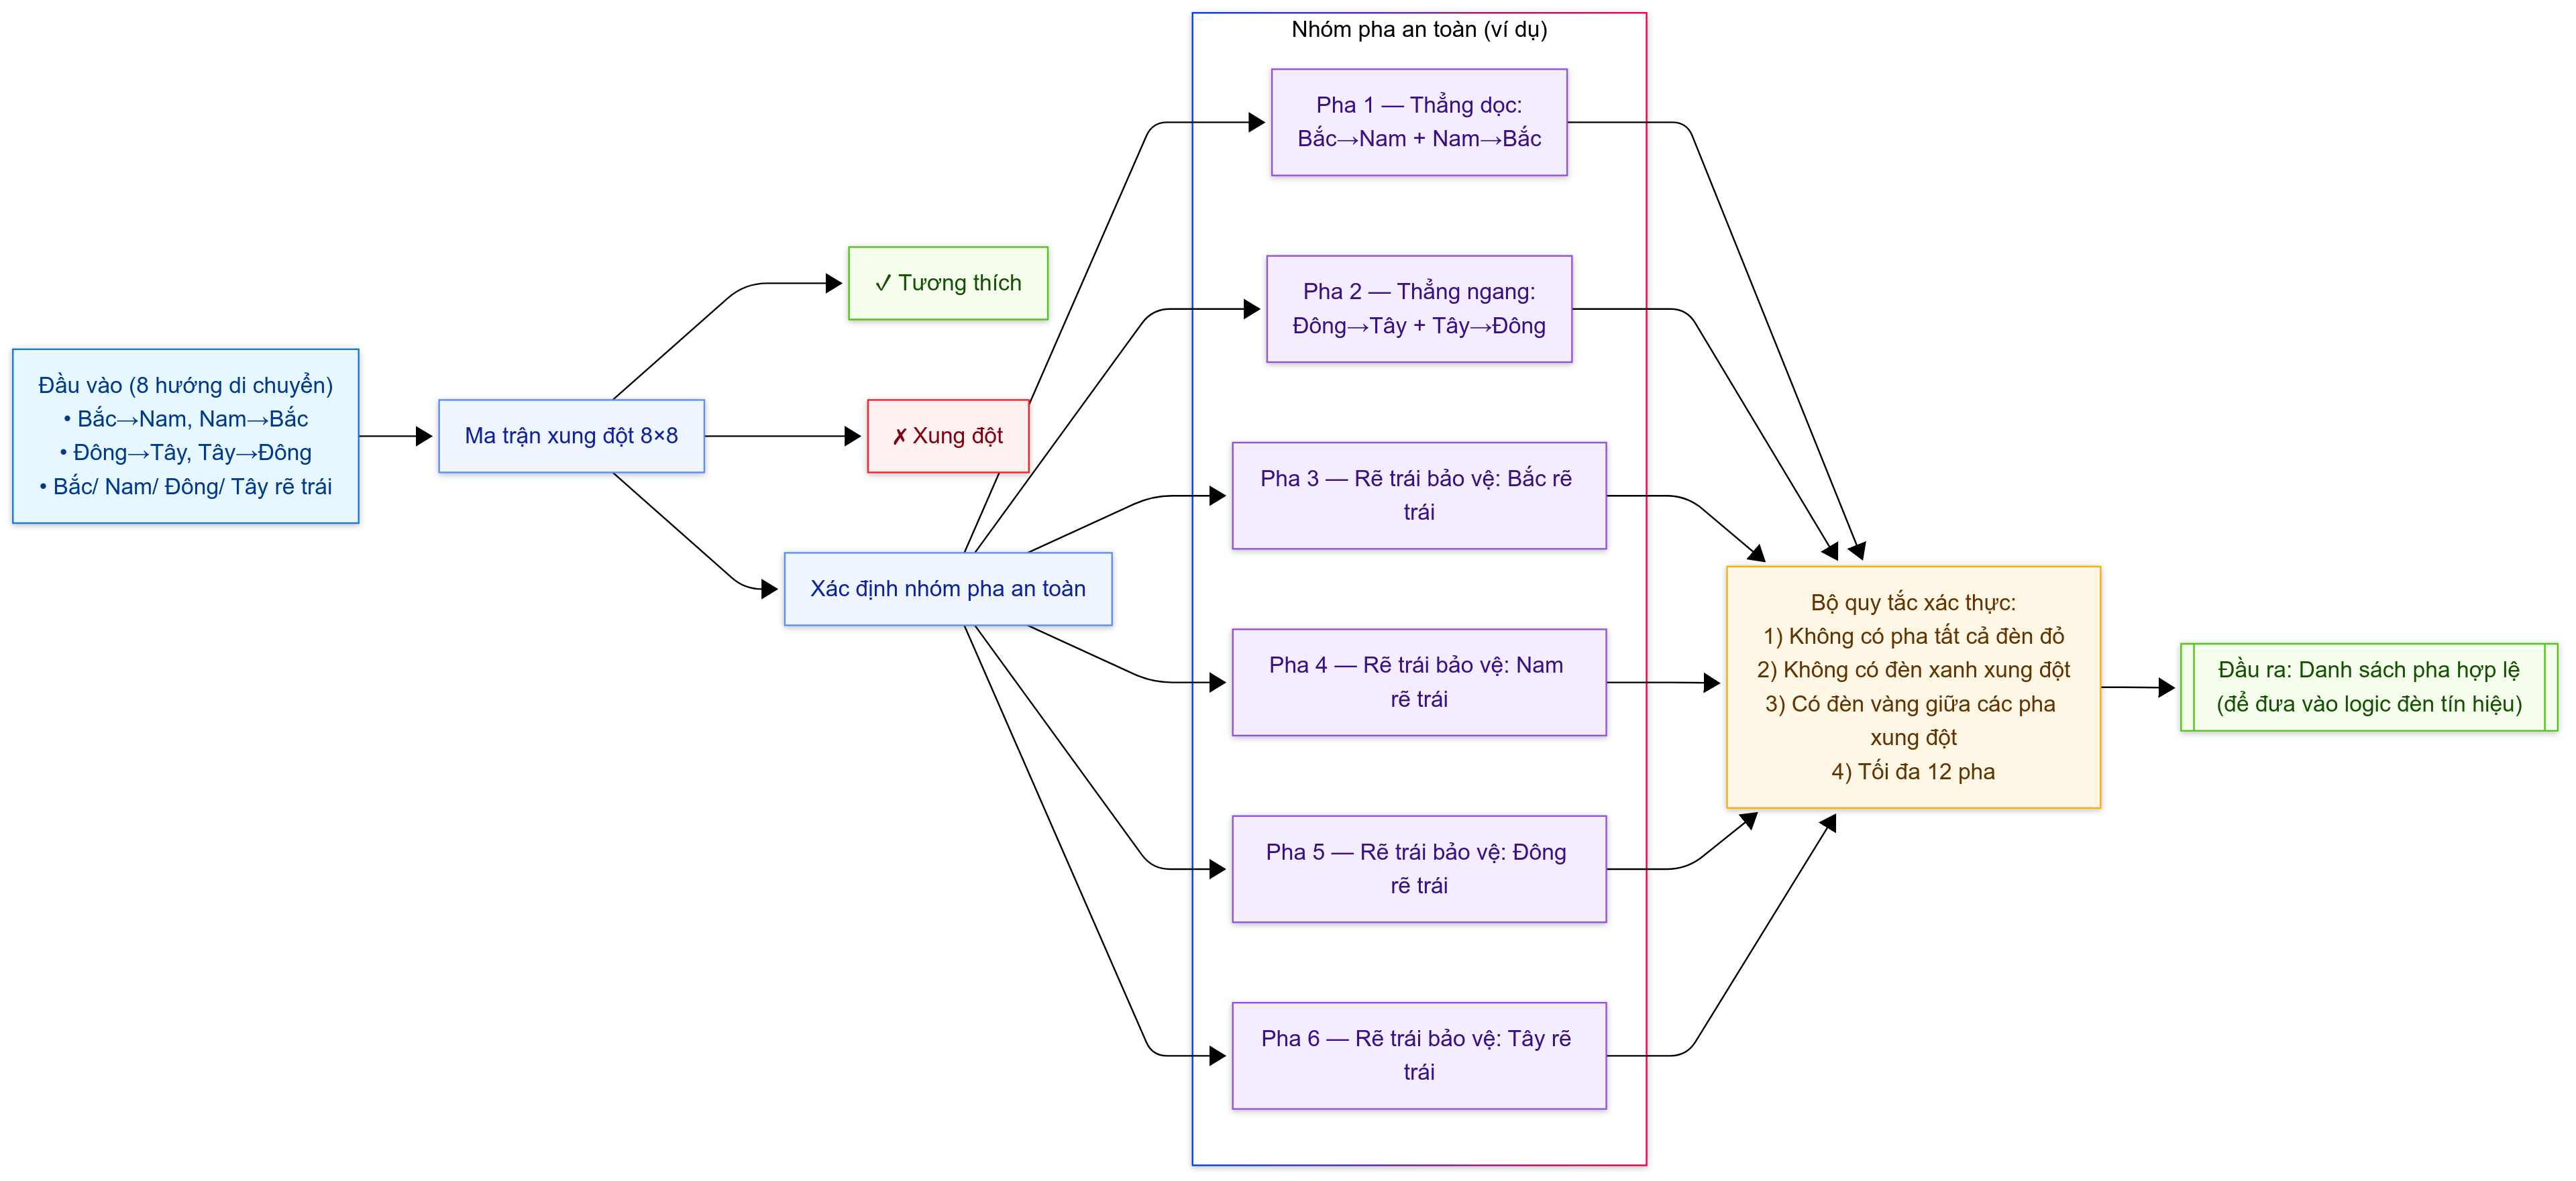 Đầu vào (8 hướng di chuyển)
• Bắc→Nam, Nam→Bắc
• Đông→Tây, Tây→Đông
• Bắc/ Nam/ Đông/ Tây rẽ trái
Ma trận xung đột 8×8
✓ Tương thích
✗ Xung đột
Xác định nhóm pha an toàn
Nhóm pha an toàn (ví dụ)
Pha 1 — Thẳng dọc:
Bắc→Nam + Nam→Bắc
Pha 2 — Thẳng ngang:
Đông→Tây + Tây→Đông
Pha 3 — Rẽ trái bảo vệ: Bắc rẽ
trái
Pha 4 — Rẽ trái bảo vệ: Nam
rẽ trái
Pha 5 — Rẽ trái bảo vệ: Đông
rẽ trái
Pha 6 — Rẽ trái bảo vệ: Tây rẽ
trái
Bộ quy tắc xác thực:
1) Không có pha tất cả đèn đỏ
2) Không có đèn xanh xung đột
3) Có đèn vàng giữa các pha
xung đột
4) Tối đa 12 pha
Đầu ra: Danh sách pha hợp lệ
(để đưa vào logic đèn tín hiệu)